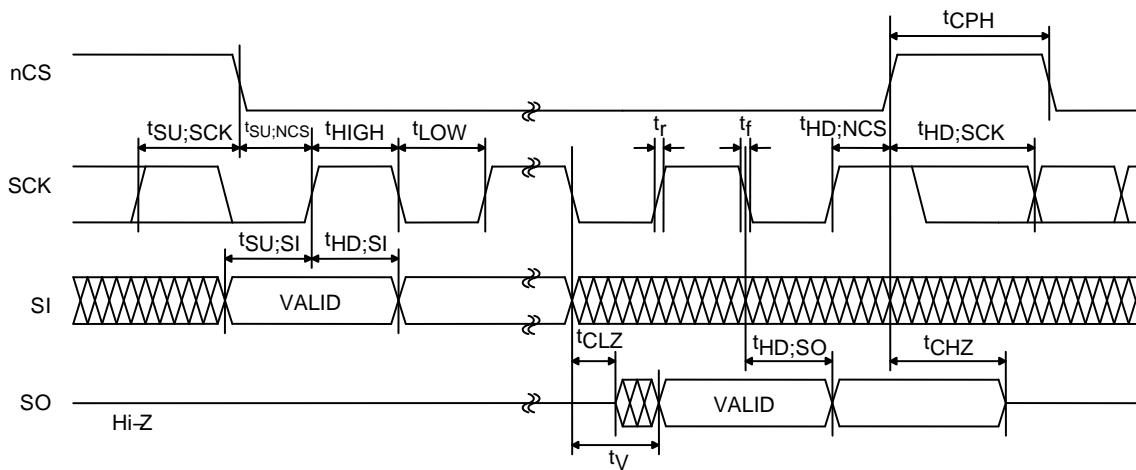 tCPH
nCS
tSU;SCK tSU;NCS tHIGH tLOW tr tf tHD;NCS tHD;SCK
SCK
tSU;SI tHD;SI
SI VALID
tCLZ tHD;SO tCHZ
SO VALID
Hi–Z
tV